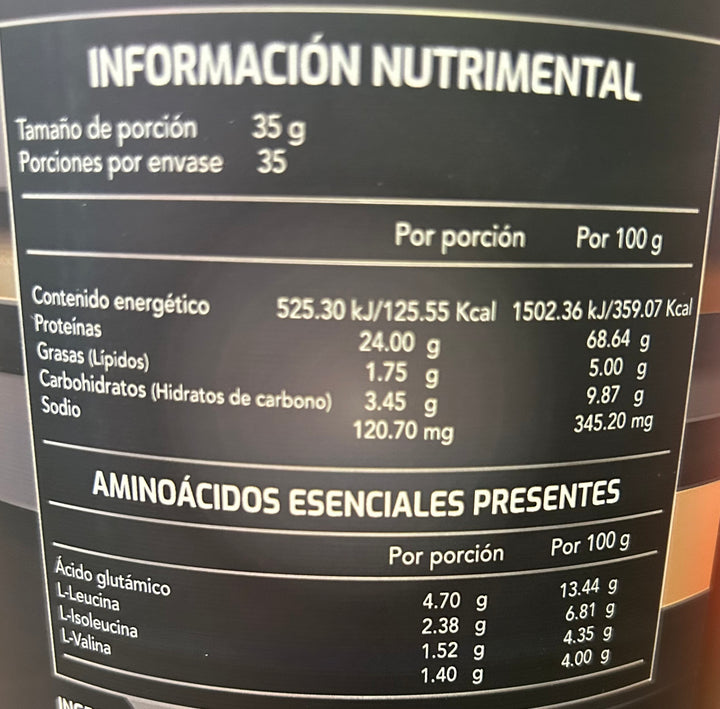 INFORMACIÓN NUTRIMENTAL
Tamaño de porción 35 g
Porciones por envase 35
Por porción Por 100 g
Contenido energético 525.30 kJ/125.55 Kcal 1502.36 kJ/359.07 Kcal
Proteínas 24.00 g 68.64 g
Grasas (Lípidos) 1.75 g 5.00 g
Carbohidratos (Hidratos de carbono) 3.45 g 9.87 g
Sodio 120.70 mg 345.20 mg
AMINOÁCIDOS ESENCIALES PRESENTES
Por porción Por 100 g
Ácido glutámico 4.70 g 13.44 g
L-Leucina 2.38 g 6.81 g
L-Isoleucina 1.52 g 4.35 g
L-Valina 1.40 g 4.00 g